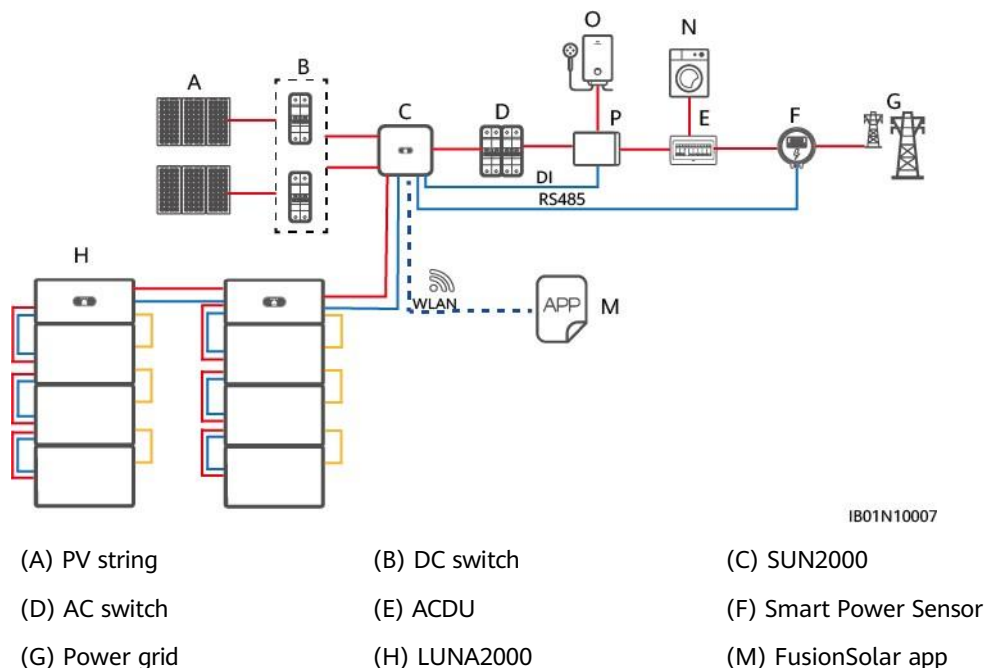 O
N
A
B
C
D
P
E
F
G
DI
RS485
H
WLAN
APP
M
IB01N10007
(A) PV string (B) DC switch (C) SUN2000
(D) AC switch (E) ACDU (F) Smart Power Sensor
(G) Power grid (H) LUNA2000 (M) FusionSolar app